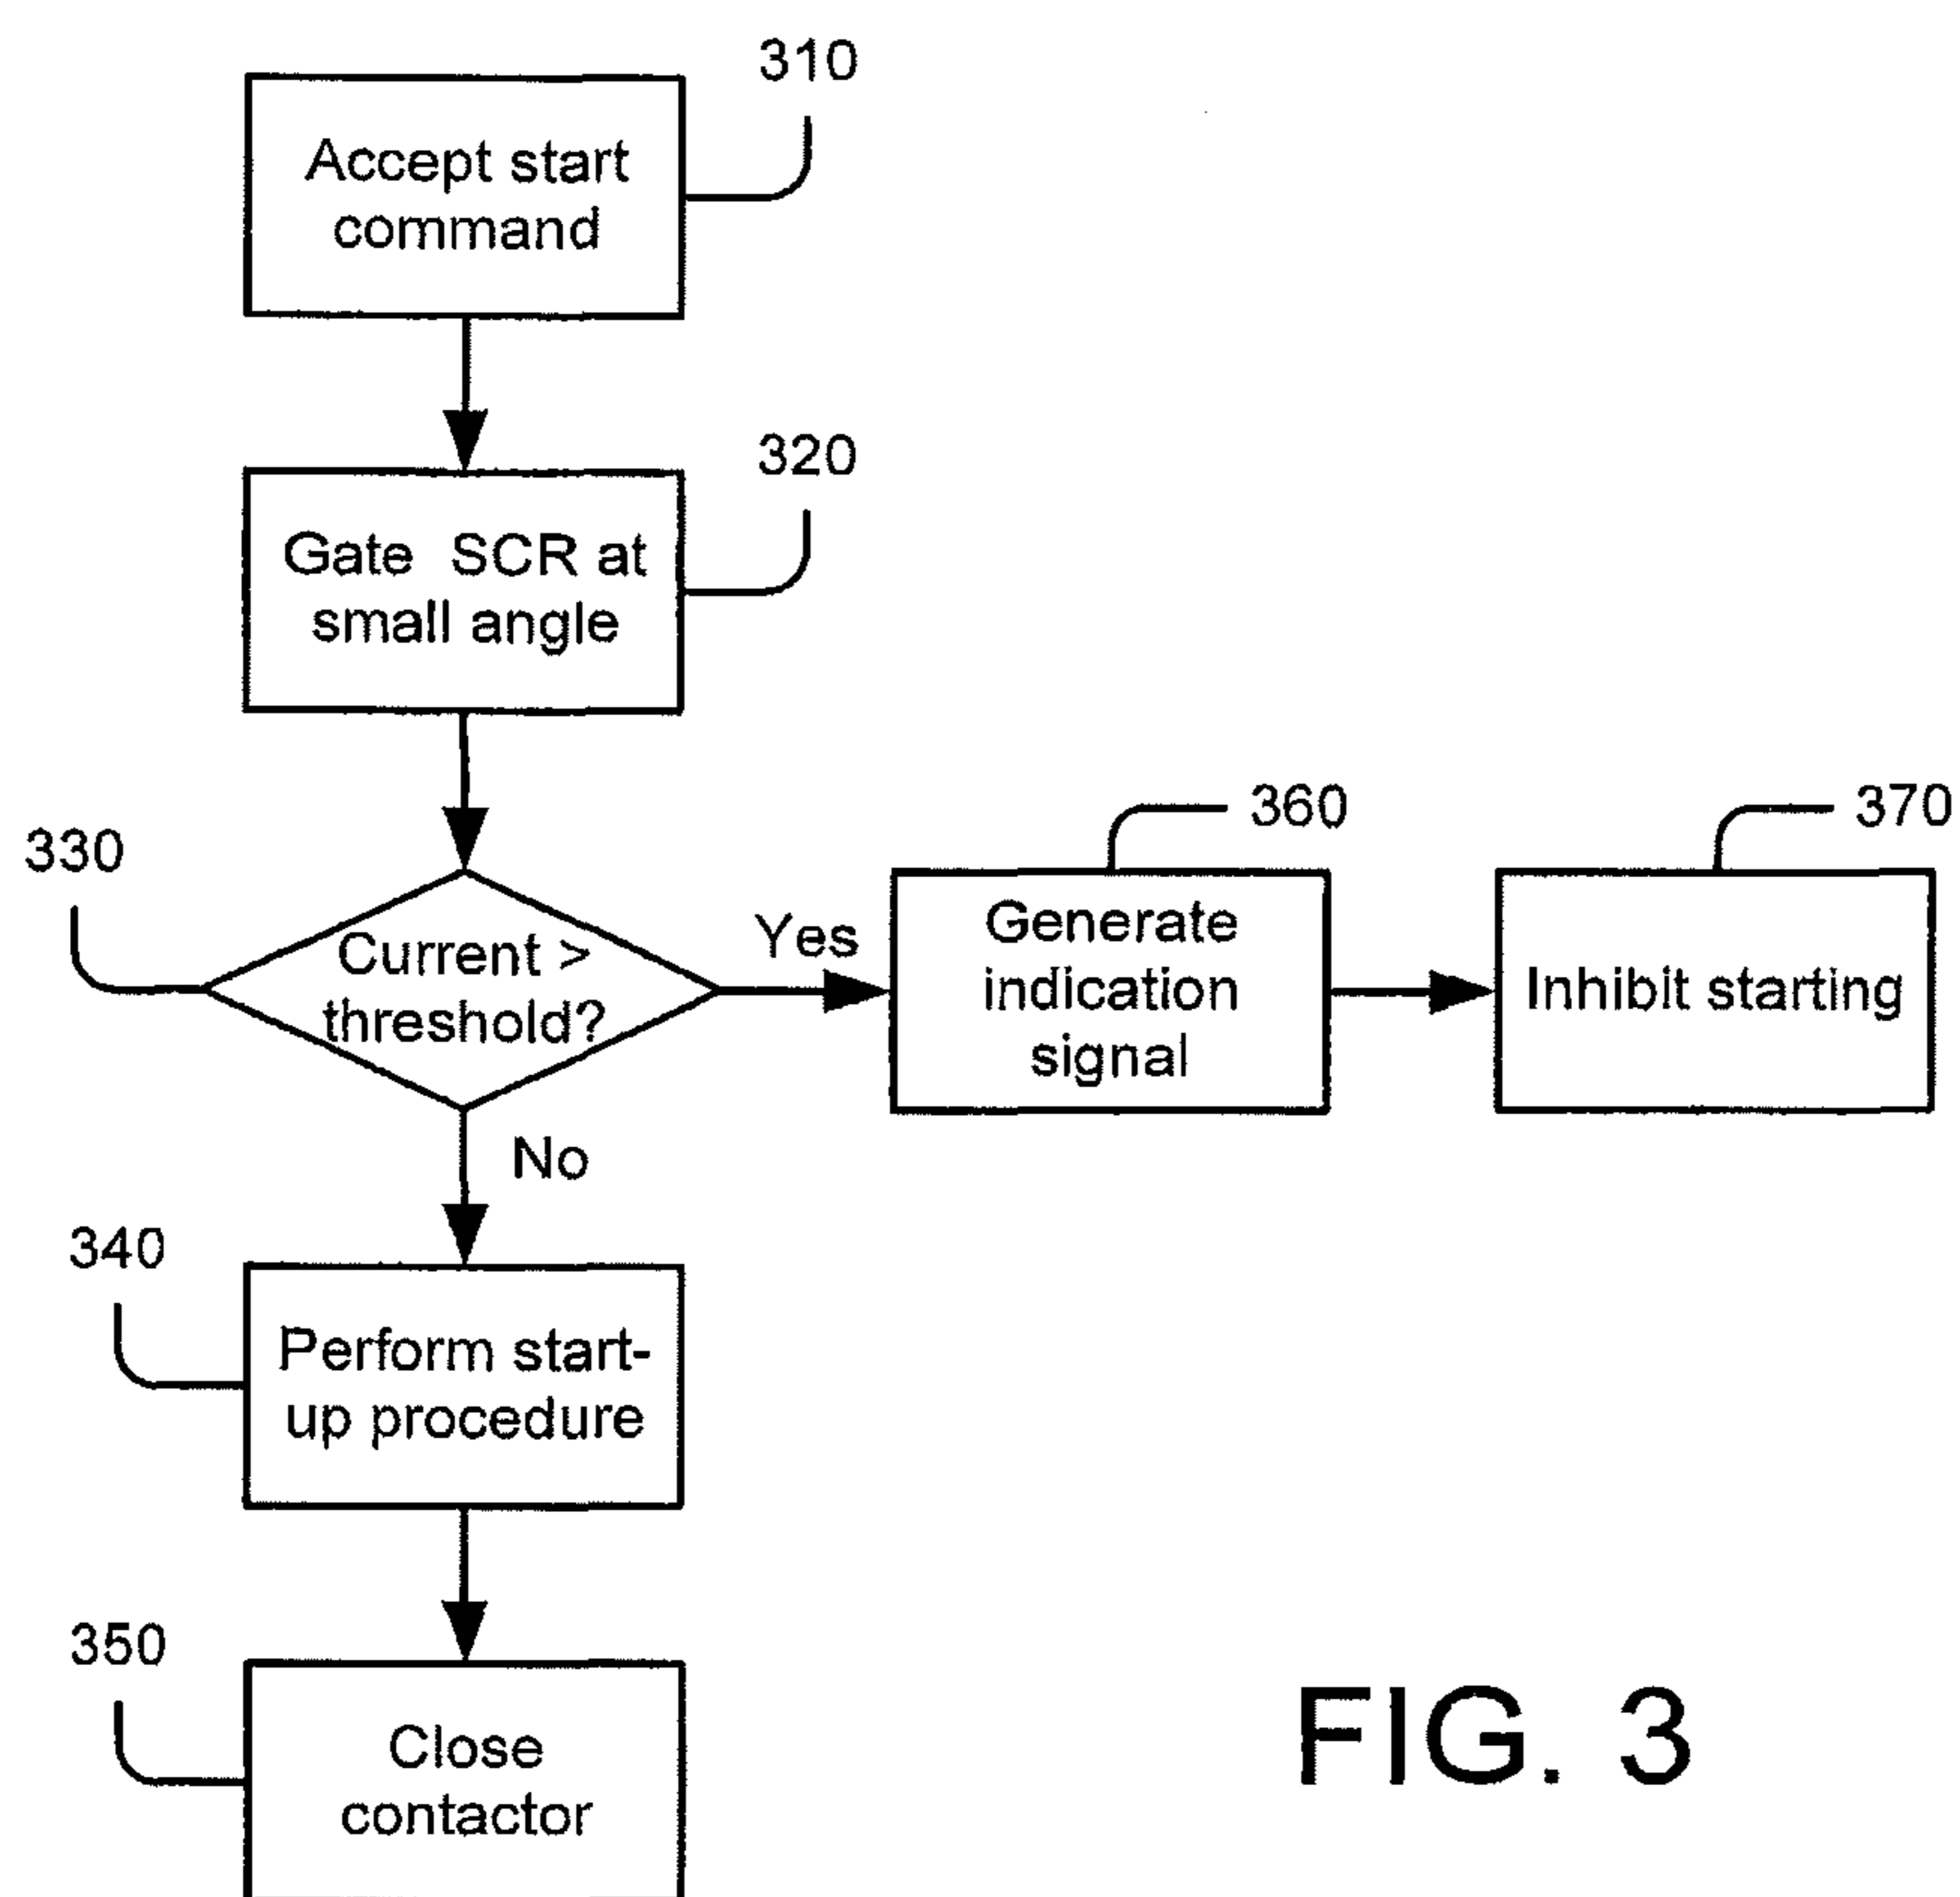 310
Accept start
command
320
Gate SCR at
small angle
330
Current >
threshold?
Yes
360
Generate
indication
signal
370
Inhibit starting
No
340
Perform start-
up procedure
350
Close
contactor
FIG. 3